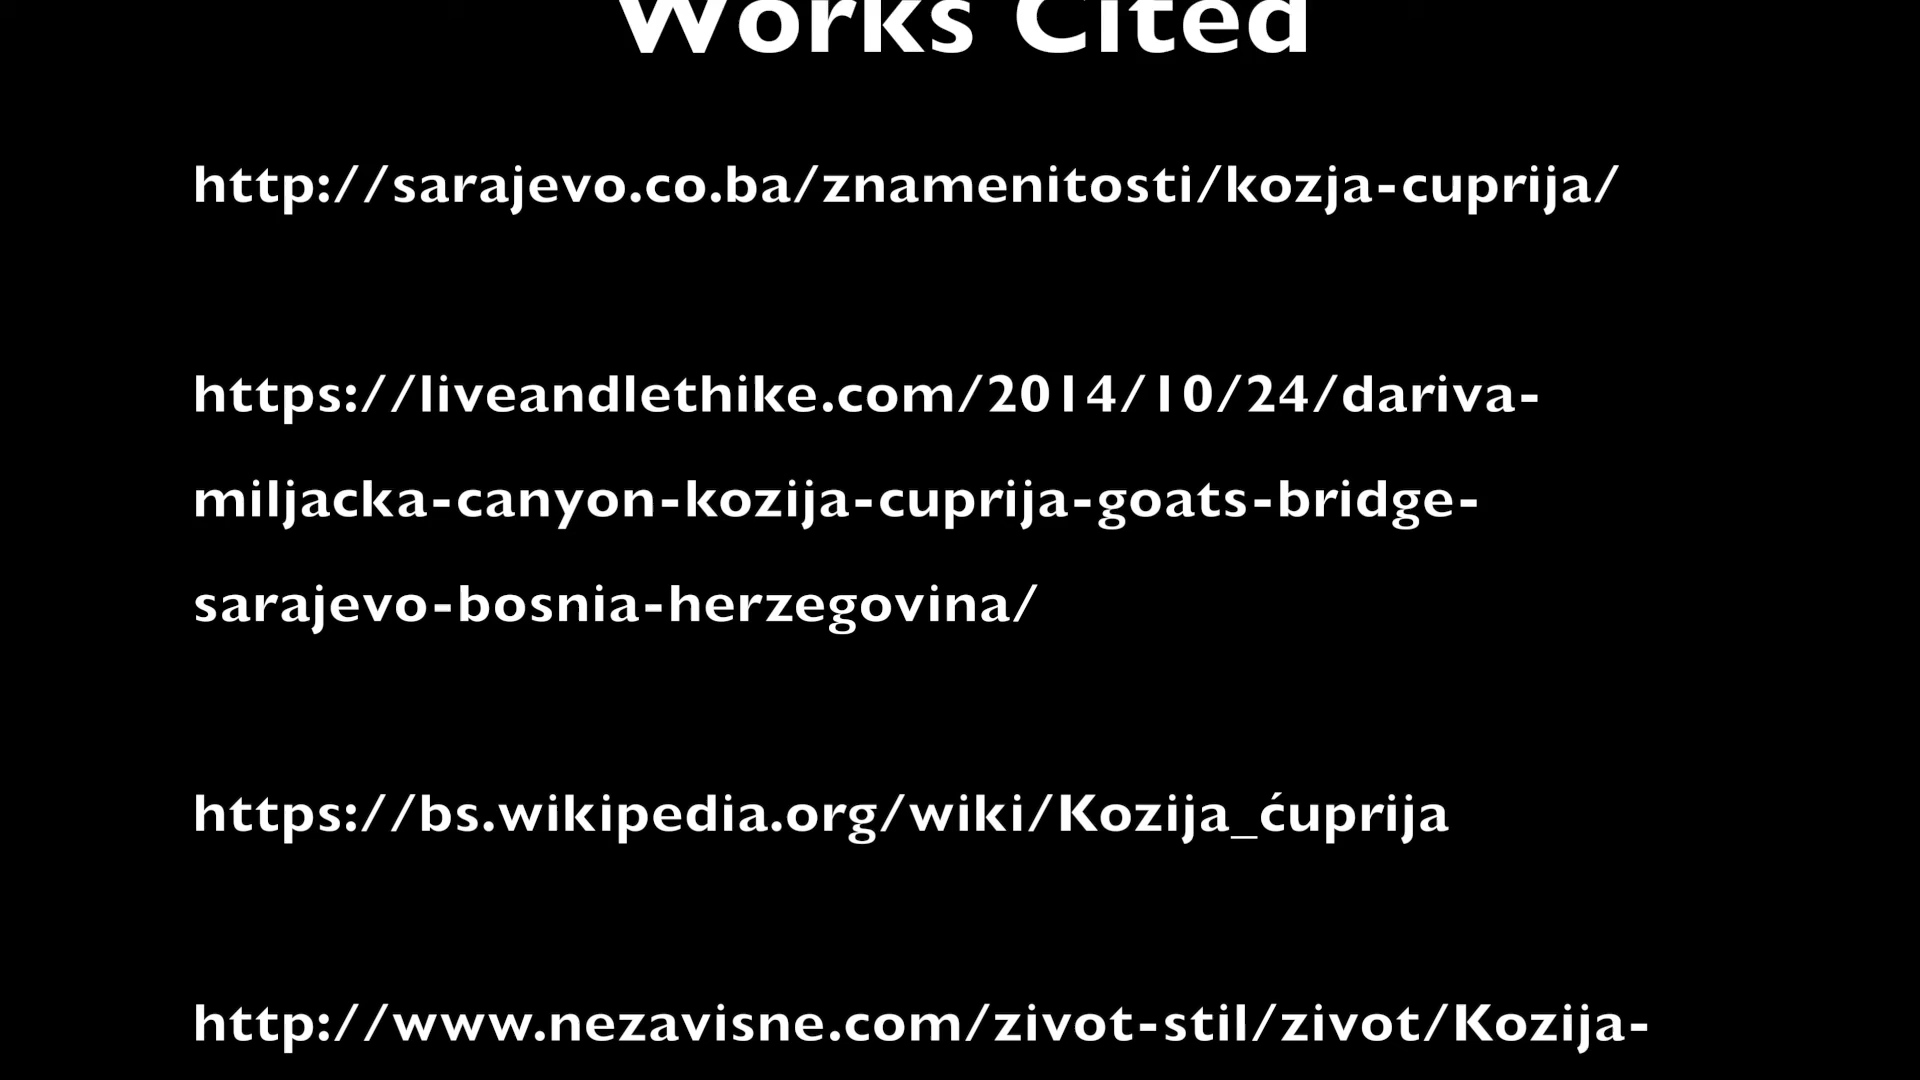 Works Cited
http://sarajevo.co.ba/znamenitosti/kozja-cuprija/
https://liveandlethike.com/2014/10/24/dariva-
miljacka-canyon-kozija-cuprija-goats-bridge-
sarajevo-bosnia-herzegovina/
https://bs.wikipedia.org/wiki/Kozija_ćuprija
http://www.nezavisne.com/zivot-stil/zivot/Kozija-